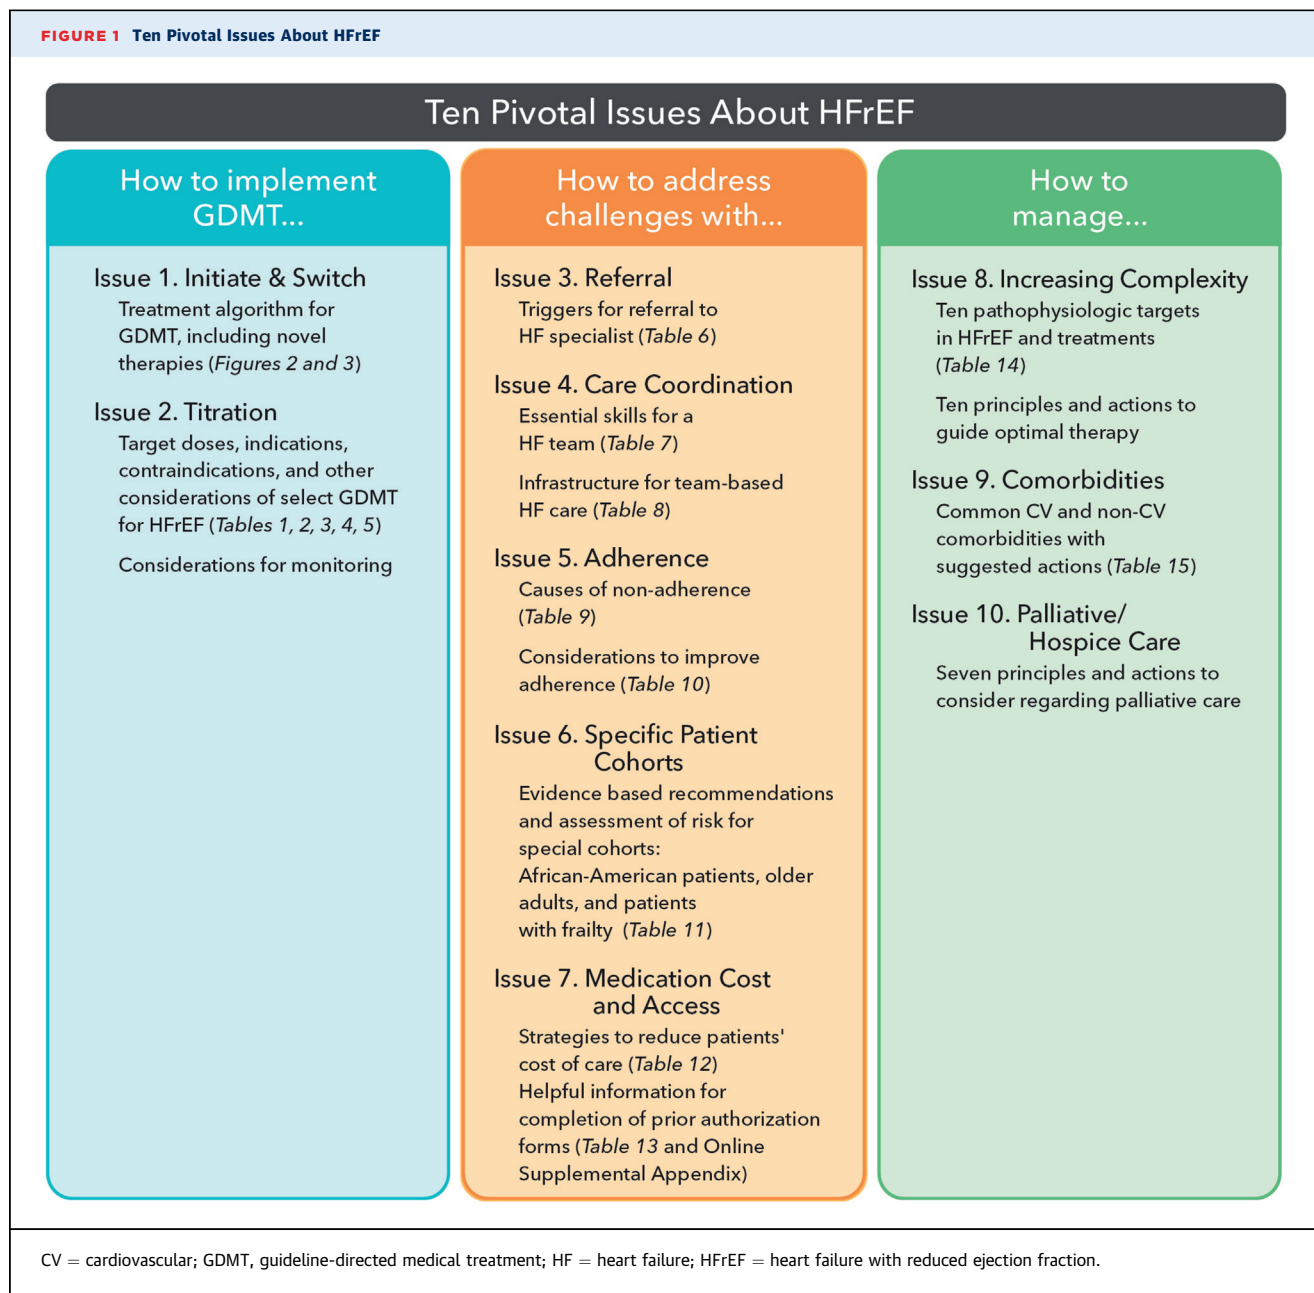 FIGURE 1 Ten Pivotal Issues About HFrEF
Ten Pivotal Issues About HFrEF
How to implement
GDMT...
Issue 1. Initiate & Switch
Treatment algorithm for
GDMT, including novel
therapies (Figures 2 and 3)
Issue 2. Titration
Target doses, indications,
contraindications, and other
considerations of select GDMT
for HFrEF (Tables 1, 2, 3, 4, 5)
Considerations for monitoring
How to address
challenges with...
Issue 3. Referral
Triggers for referral to
HF specialist (Table 6)
Issue 4. Care Coordination
Essential skills for a
HF team (Table 7)
Infrastructure for team-based
HF care (Table 8)
Issue 5. Adherence
Causes of non-adherence
(Table 9)
Considerations to improve
adherence (Table 10)
Issue 6. Specific Patient
Cohorts
Evidence based recommendations
and assessment of risk for
special cohorts:
African-American patients, older
adults, and patients
with frailty (Table 11)
Issue 7. Medication Cost
and Access
Strategies to reduce patients'
cost of care (Table 12)
Helpful information for
completion of prior authorization
forms (Table 13 and Online
Supplemental Appendix)
How to
manage...
Issue 8. Increasing Complexity
Ten pathophysiologic targets
in HFrEF and treatments
(Table 14)
Ten principles and actions to
guide optimal therapy
Issue 9. Comorbidities
Common CV and non-CV
comorbidities with
suggested actions (Table 15)
Issue 10. Palliative/
Hospice Care
Seven principles and actions to
consider regarding palliative care
CV = cardiovascular; GDMT, guideline-directed medical treatment; HF = heart failure; HFrEF = heart failure with reduced ejection fraction.